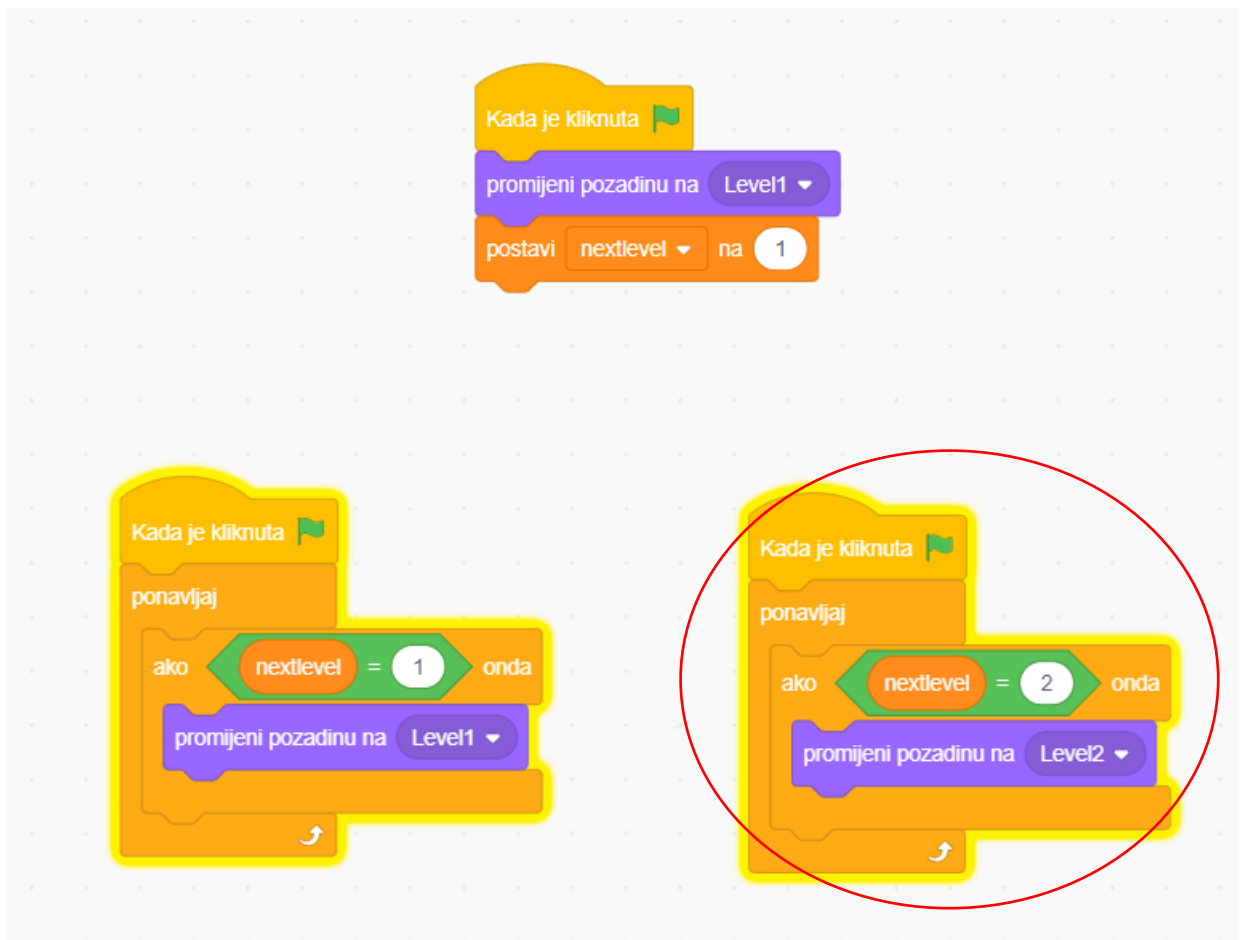 Kada je kliknuta
promijeni pozadinu na Level1
postavi nextlevel na 1
Kada je kliknuta
ponavljaj
ako nextlevel = 1 onda
promijeni pozadinu na Level1
Kada je kliknuta
ponavljaj
ako nextlevel = 2 onda
promijeni pozadinu na Level2